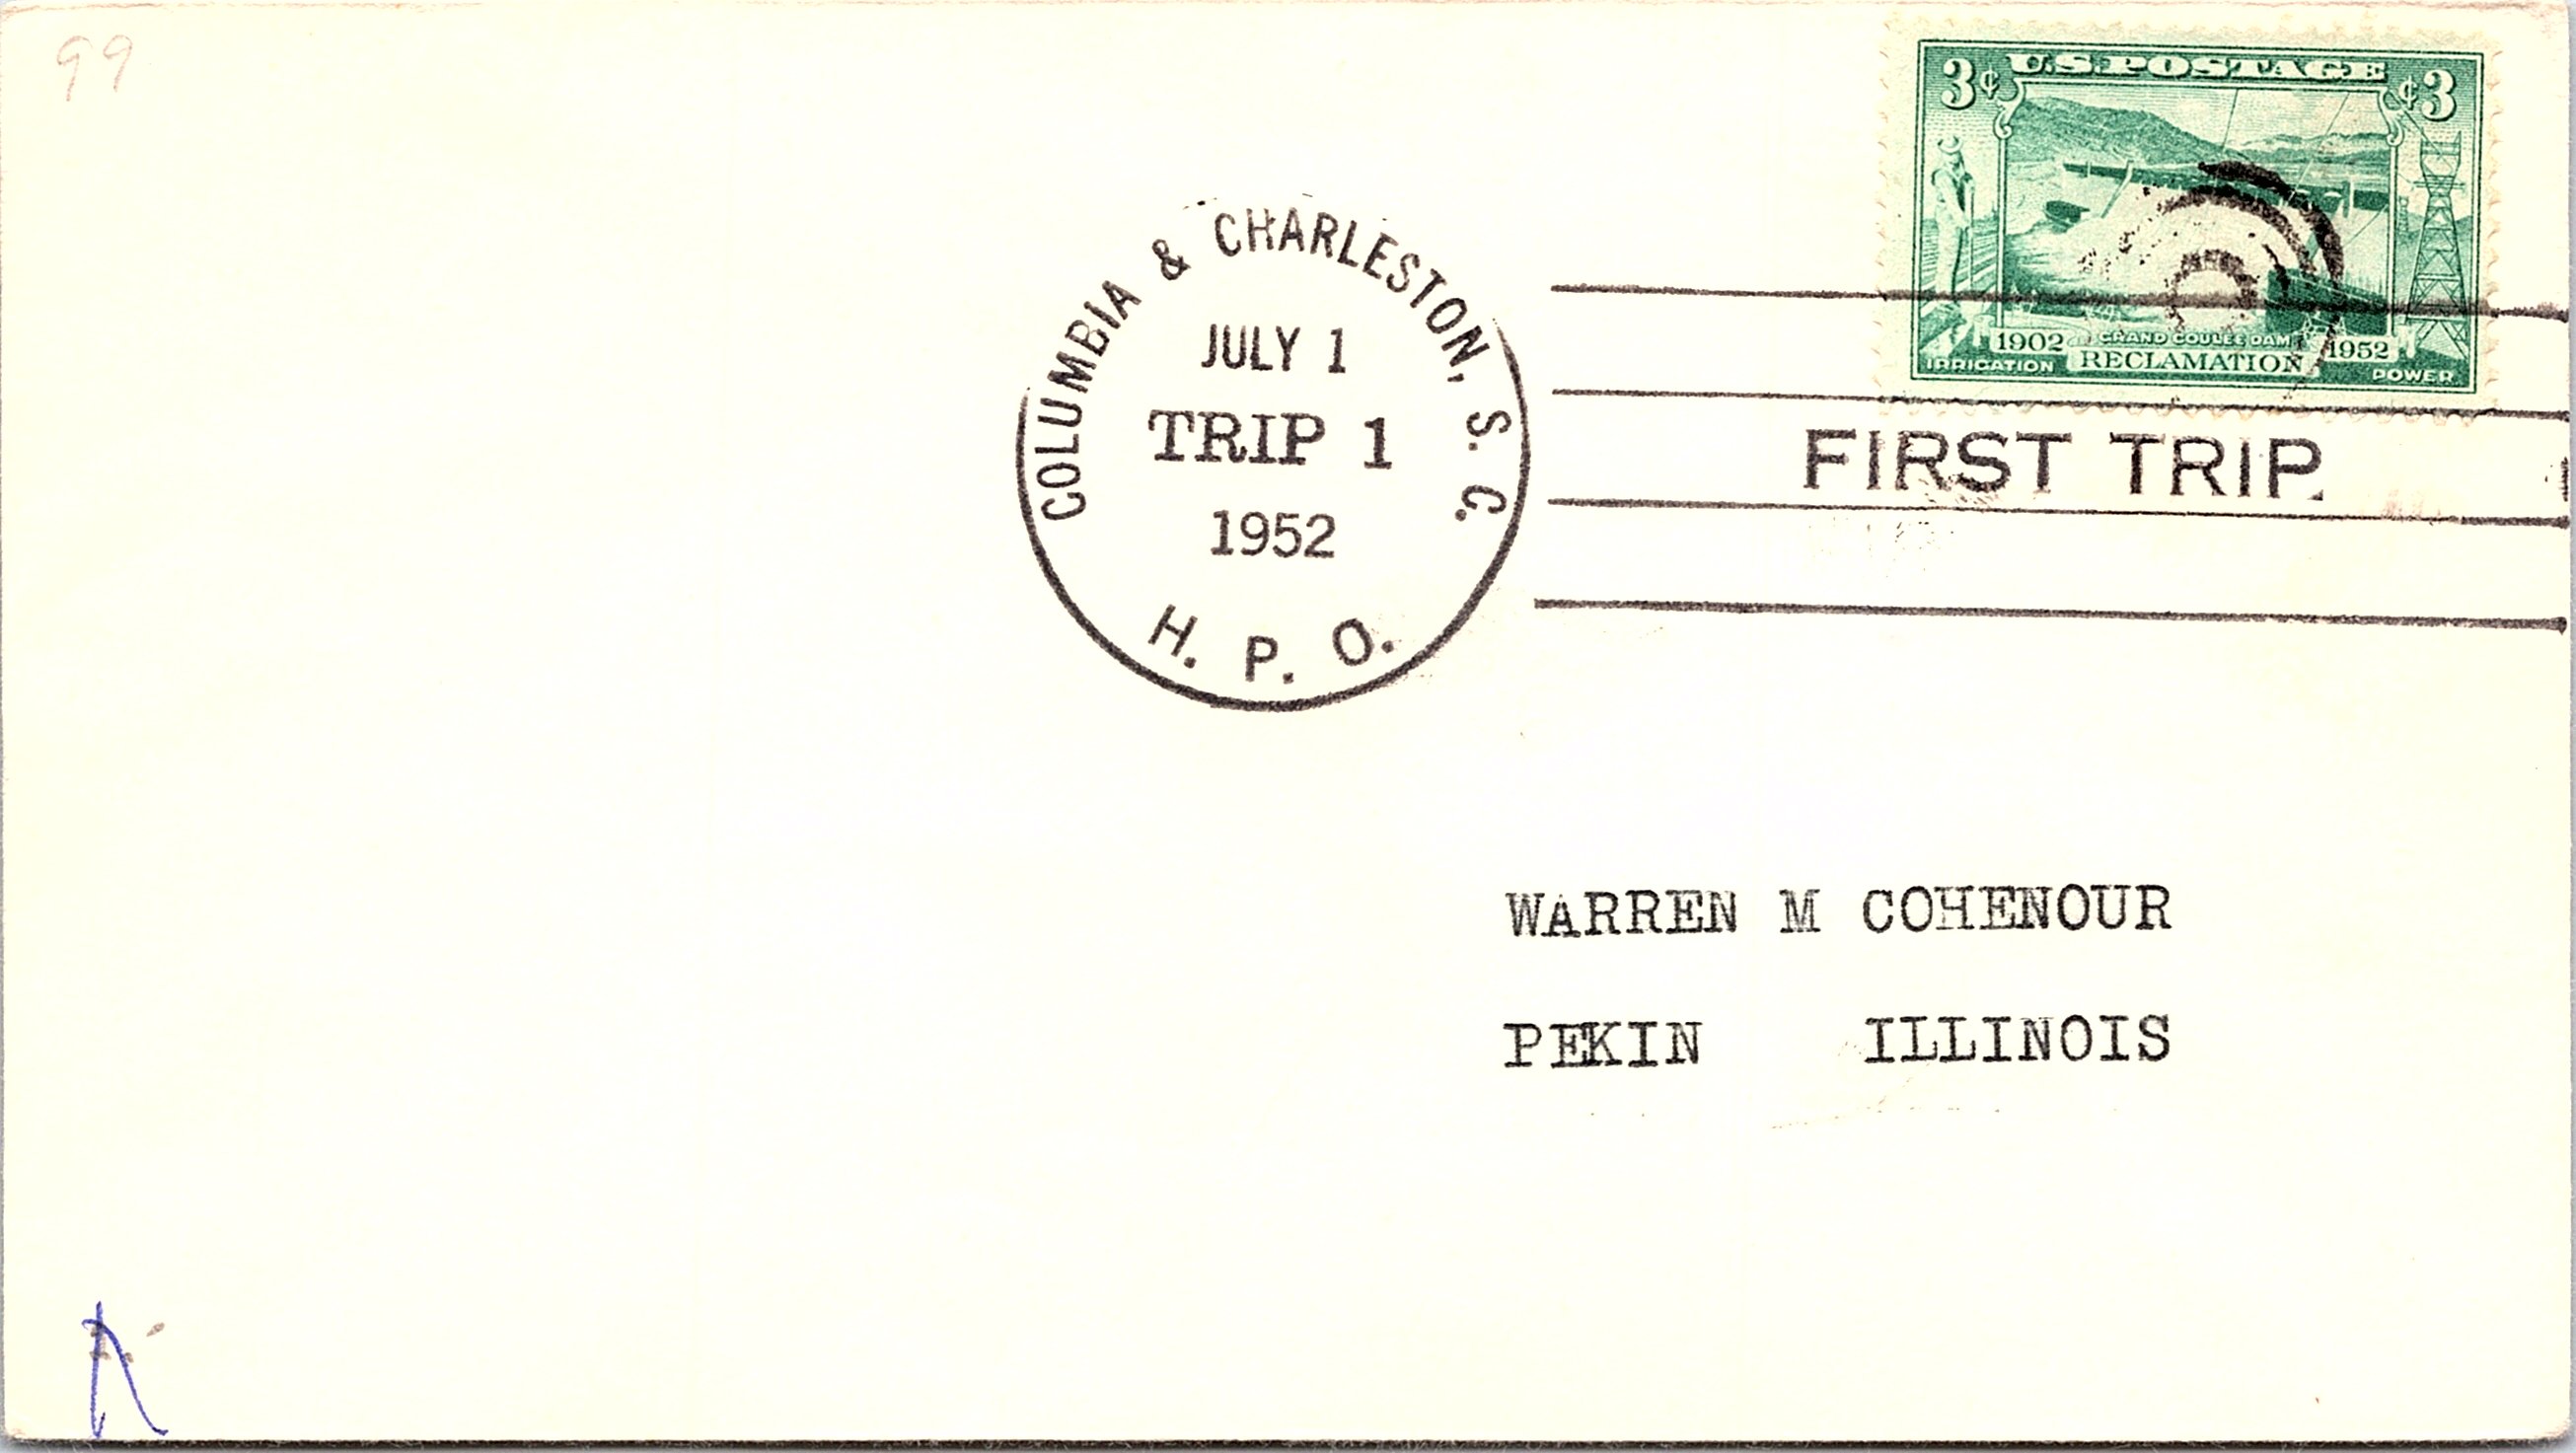 99
3¢ U.S. POSTAGE ¢3
1902 GRAND COULEE DAM 1952
IRRIGATION RECLAMATION POWER
COLUMBIA & CHARLESTON, S. C.
JULY 1
TRIP 1
1952
H. P. O.
FIRST TRIP
WARREN M COHENOUR
PEKIN ILLINOIS